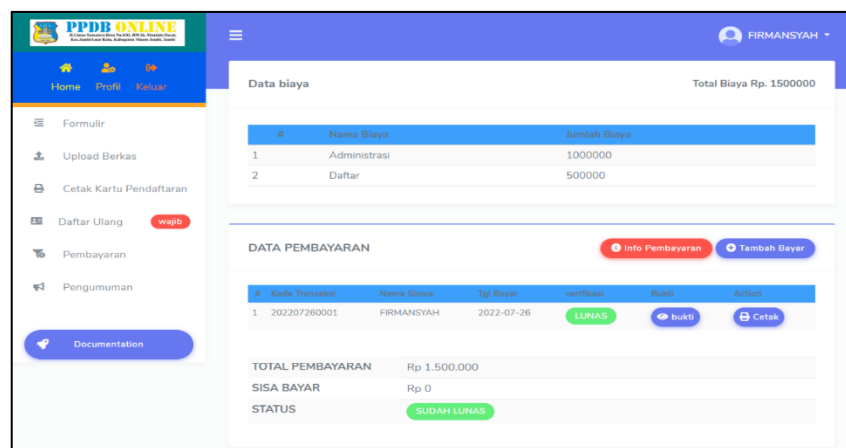 PPDB ONLINE
FIRMANSYAH
Home Profil Keluar
Formulir
Upload Berkas
Cetak Kartu Pendaftaran
Daftar Ulang wajib
Pembayaran
Pengumuman
Documentation
Data biaya Total Biaya Rp. 1500000
# Nama Biaya Jumlah Biaya
1 Administrasi 1000000
2 Daftar 500000
DATA PEMBAYARAN Info Pembayaran Tambah Bayar
# Kode Transaksi Nama Siswa Tgl Bayar verifikasi Bukti Action
1 202207260001 FIRMANSYAH 2022-07-26 LUNAS bukti Cetak
TOTAL PEMBAYARAN Rp 1.500.000
SISA BAYAR Rp 0
STATUS SUDAH LUNAS